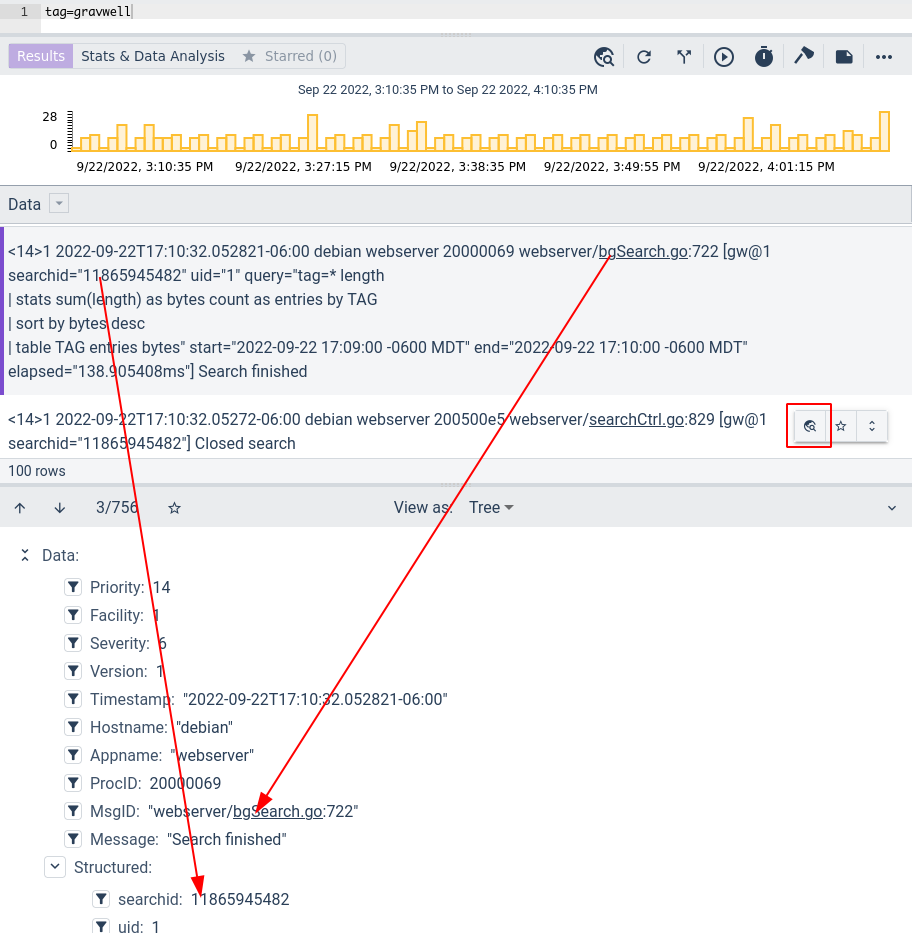 1 tag=gravwell
Results Stats & Data Analysis Starred (0)
Sep 22 2022, 3:10:35 PM to Sep 22 2022, 4:10:35 PM
28
0
9/22/2022, 3:10:35 PM 9/22/2022, 3:27:15 PM 9/22/2022, 3:38:35 PM 9/22/2022, 3:49:55 PM 9/22/2022, 4:01:15 PM
Data
<14>1 2022-09-22T17:10:32.052821-06:00 debian webserver 20000069 webserver/bgSearch.go:722 [gw@1
searchid="11865945482" uid="1" query="tag=* length
| stats sum(length) as bytes count as entries by TAG
| sort by bytes desc
| table TAG entries bytes" start="2022-09-22 17:09:00 -0600 MDT" end="2022-09-22 17:10:00 -0600 MDT"
elapsed="138.905408ms"] Search finished
<14>1 2022-09-22T17:10:32.05272-06:00 debian webserver 200500e5 webserver/searchCtrl.go:829 [gw@1
searchid="11865945482"] Closed search
100 rows
3/756 View as: Tree
Data:
Priority: 14
Facility: 1
Severity: 6
Version: 1
Timestamp: "2022-09-22T17:10:32.052821-06:00"
Hostname: "debian"
Appname: "webserver"
ProcID: 20000069
MsgID: "webserver/bgSearch.go:722"
Message: "Search finished"
Structured:
searchid: 11865945482
uid: 1